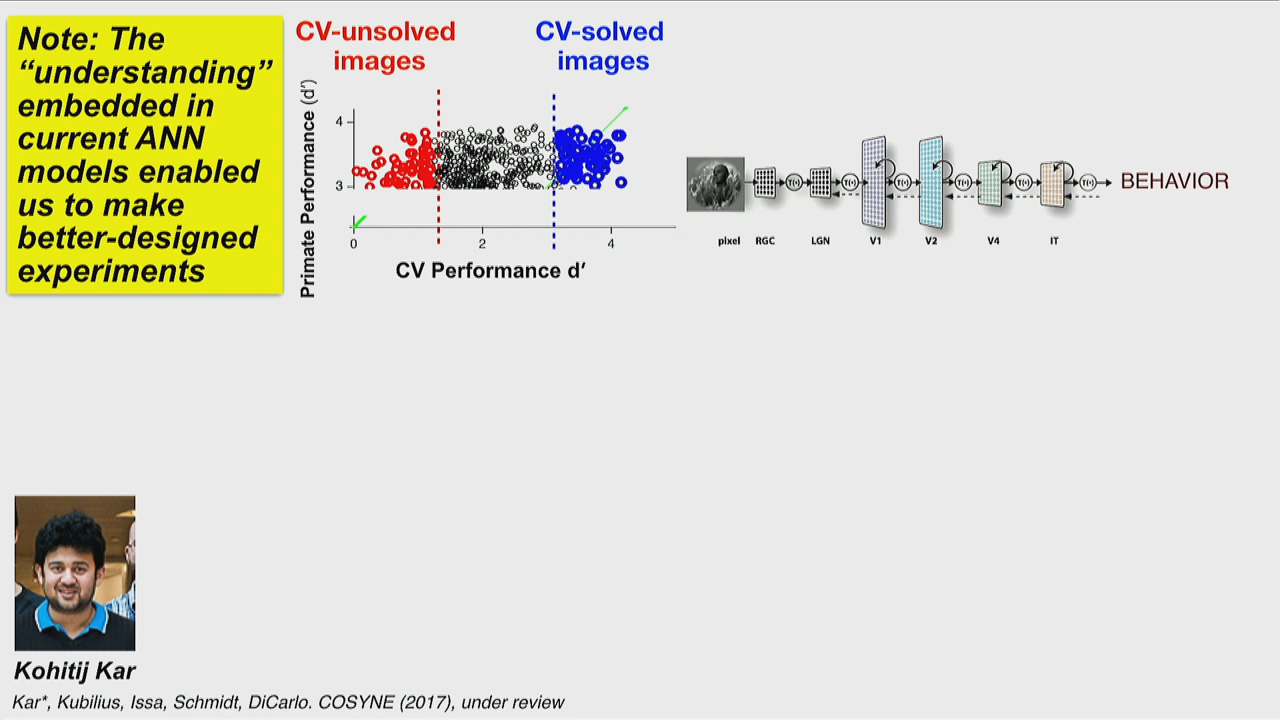 Note: The
“understanding”
embedded in
current ANN
models enabled
us to make
better-designed
experiments
CV-unsolved
images
CV-solved
images
Primate Performance (d′)
4
3
0
2
4
CV Performance d′
T(•)
T(•)
T(•)
T(•)
T(•)
T(•)
BEHAVIOR
pixel
RGC
LGN
V1
V2
V4
IT
Kohitij Kar
Kar*, Kubilius, Issa, Schmidt, DiCarlo. COSYNE (2017), under review